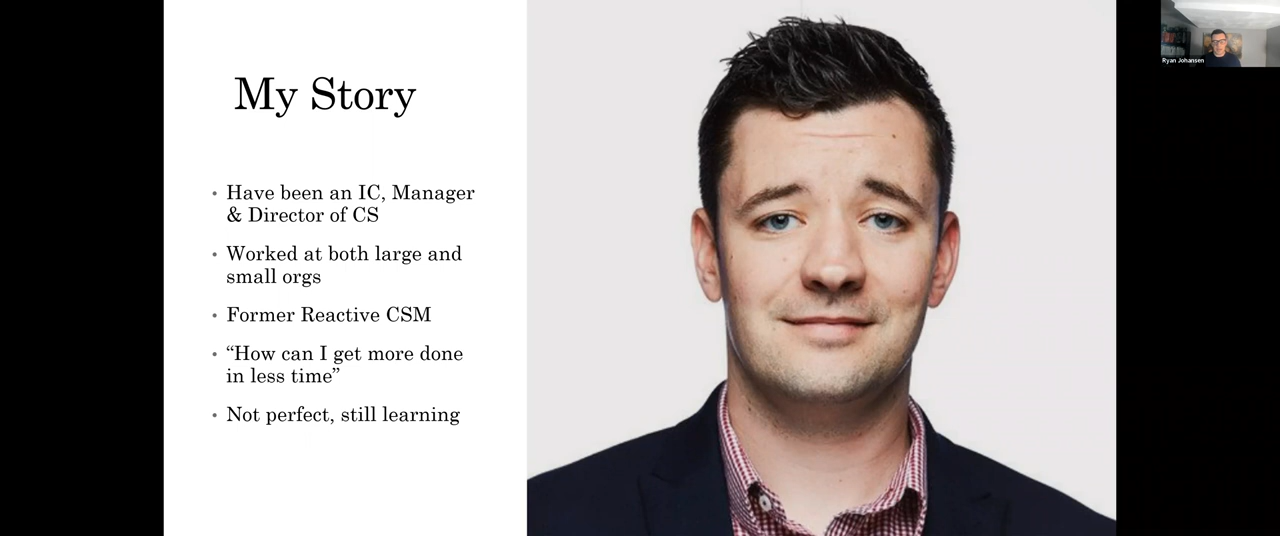 My Story
• Have been an IC, Manager
& Director of CS
• Worked at both large and
small orgs
• Former Reactive CSM
• “How can I get more done
in less time”
• Not perfect, still learning
Ryan Johansen